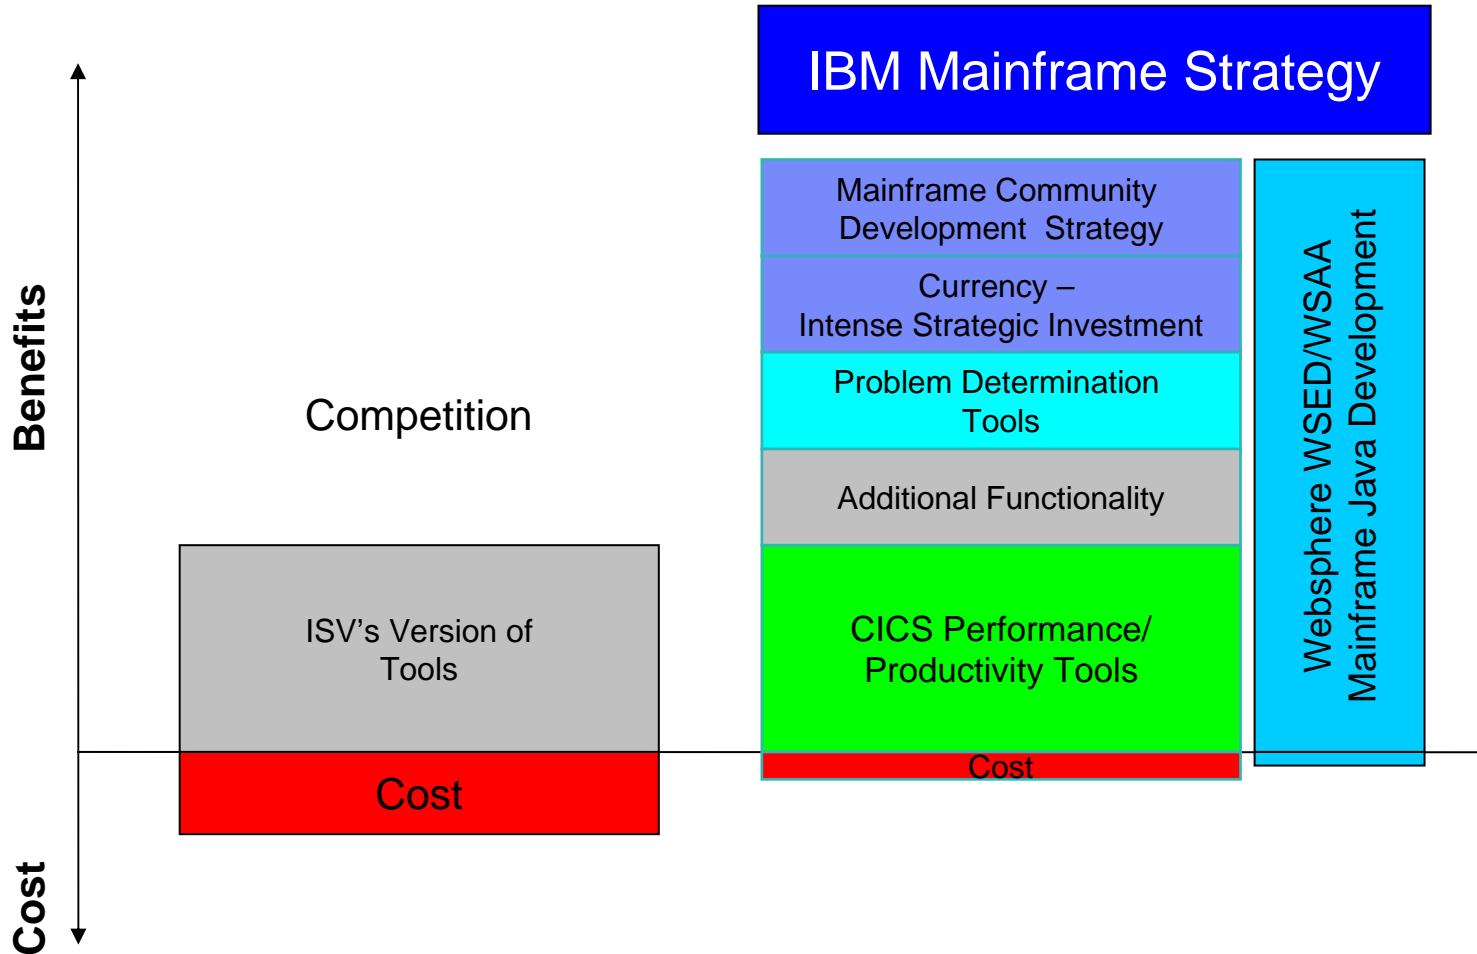 IBM Mainframe Strategy
Benefits
Cost
Competition
ISV's Version of
Tools
Cost
Mainframe Community
Development Strategy
Currency –
Intense Strategic Investment
Problem Determination
Tools
Additional Functionality
CICS Performance/
Productivity Tools
Cost
Websphere WSED/WSAA
Mainframe Java Development